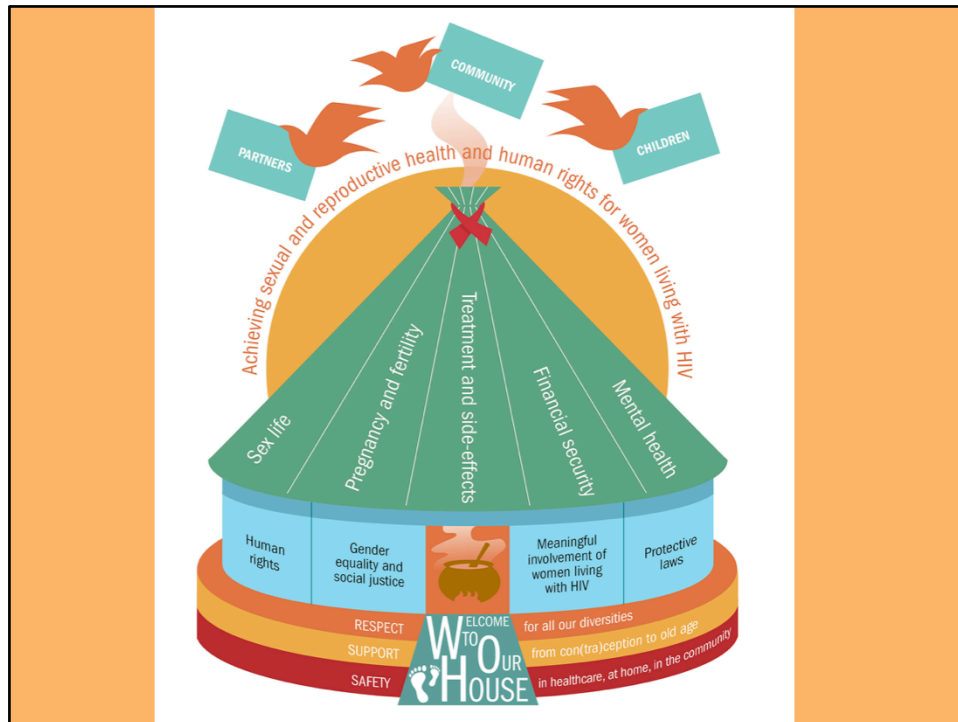 COMMUNITY
PARTNERS
CHILDREN
Achieving sexual and reproductive health and human rights for women living with HIV
Sex life
Pregnancy and fertility
Treatment and side-effects
Financial security
Mental health
Human
rights
Gender
equality and
social justice
Meaningful
involvement of
women living
with HIV
Protective
laws
RESPECT for all our diversities
SUPPORT from con(tra)ception to old age
SAFETY in healthcare, at home, in the community
WELCOME
TO OUR
HOUSE